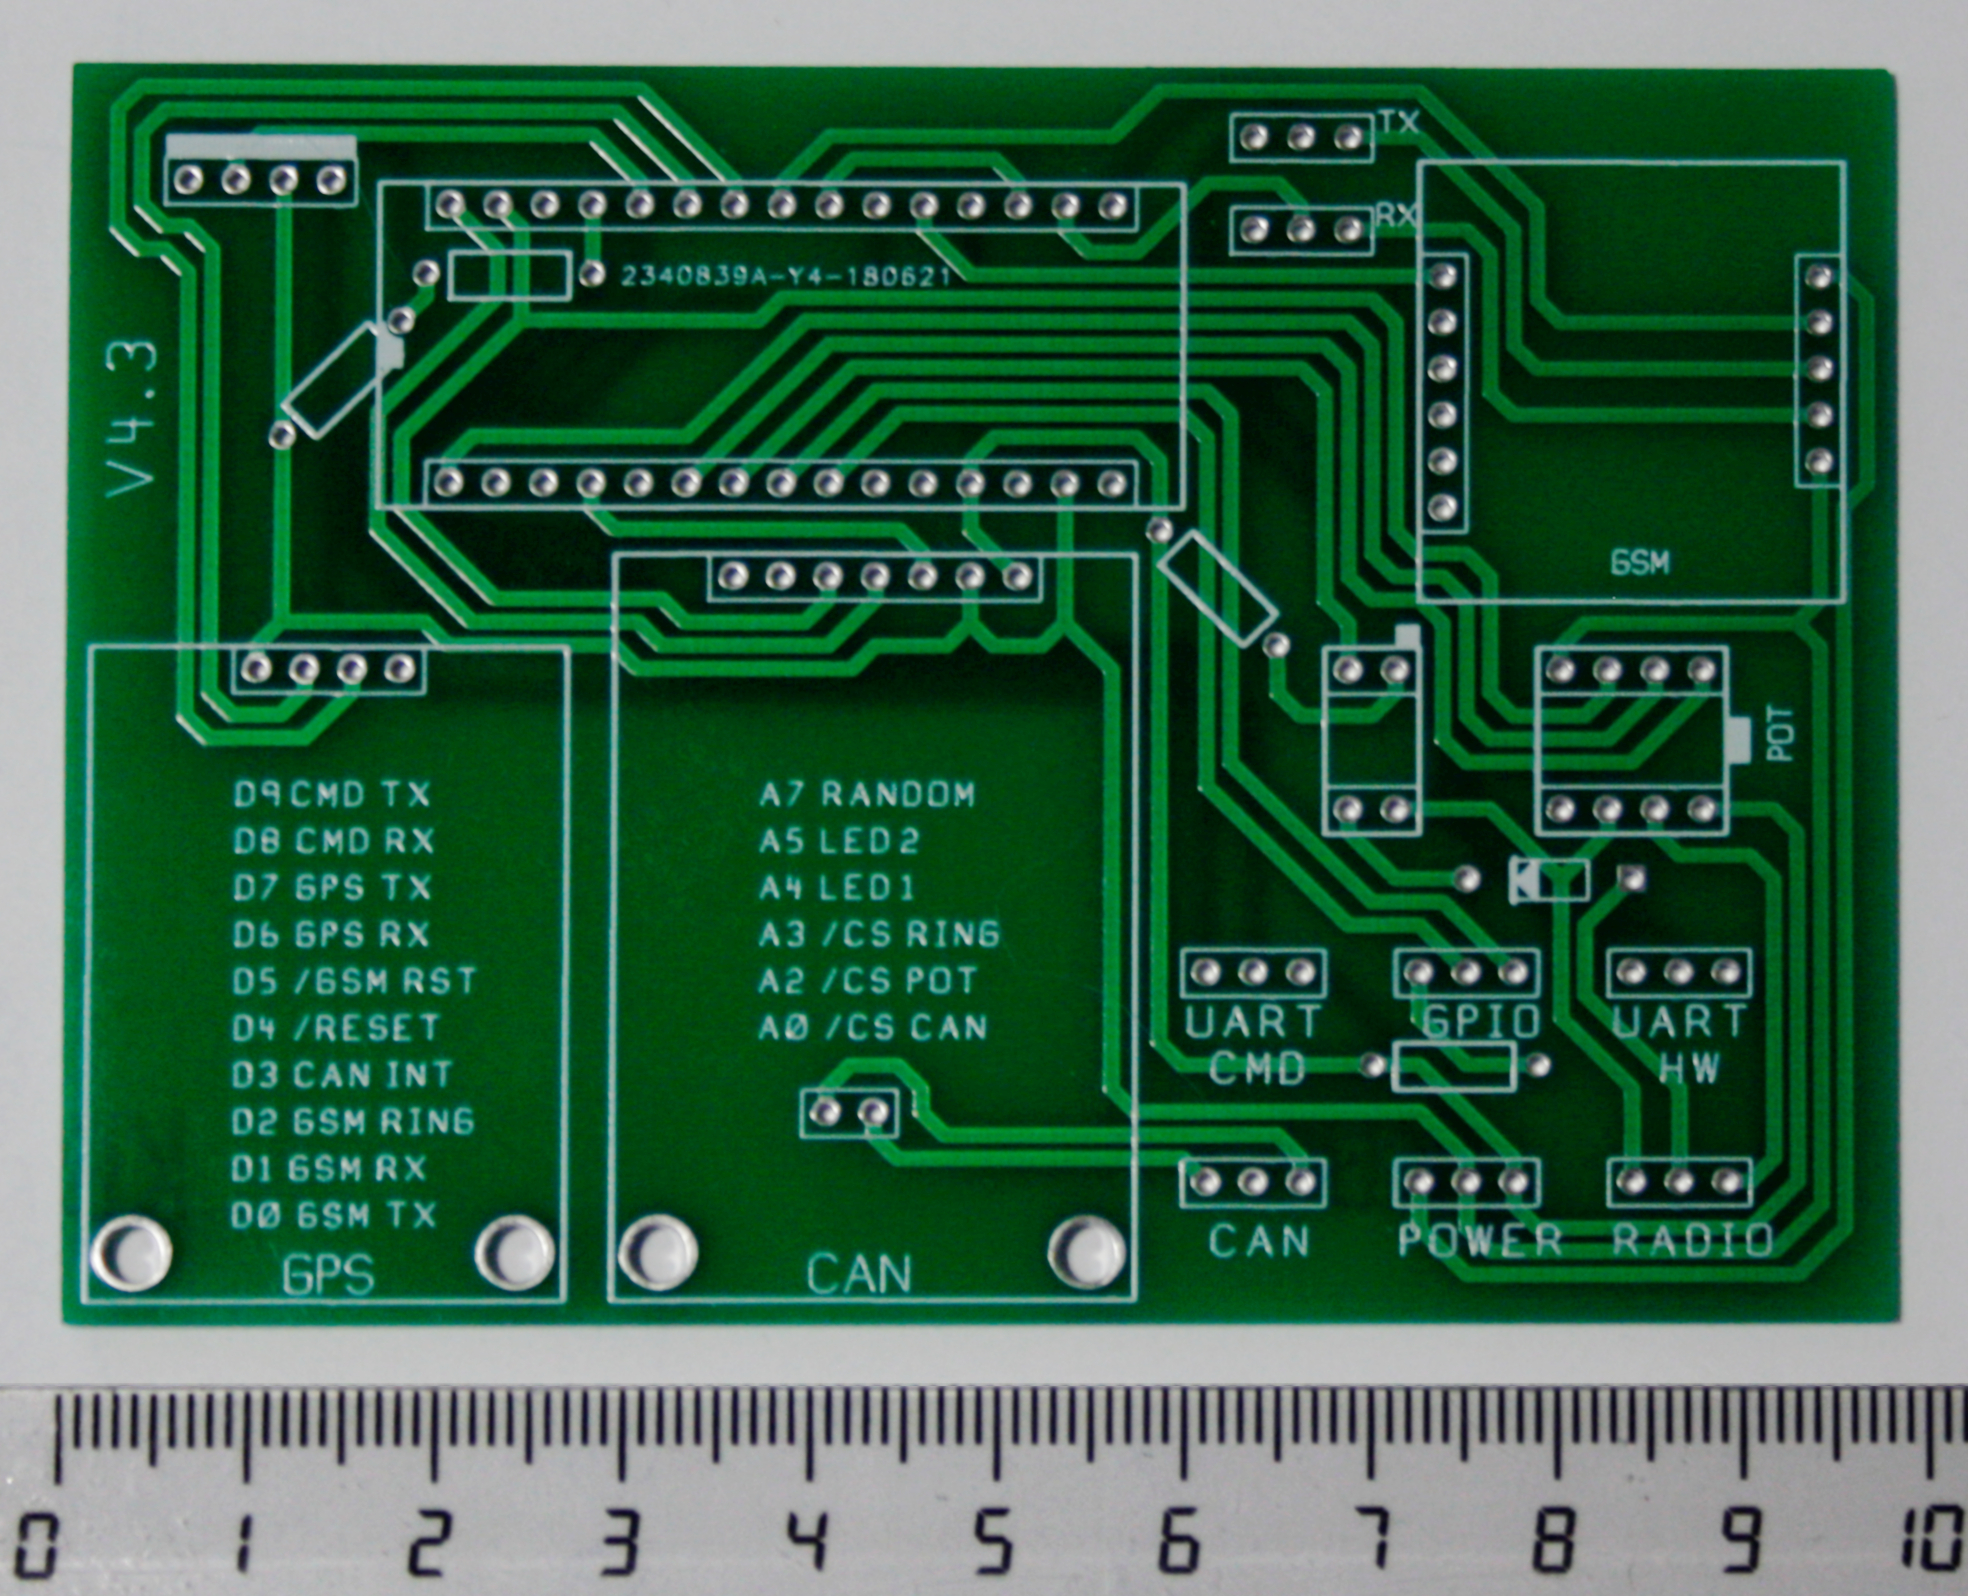 TX
RX
2340839A-Y4-180621
V4.3
GSM
POT
D9 CMD TX
D8 CMD RX
D7 GPS TX
D6 GPS RX
D5 /GSM RST
D4 /RESET
D3 CAN INT
D2 GSM RING
D1 GSM RX
D0 GSM TX
GPS
A7 RANDOM
A5 LED2
A4 LED1
A3 /CS RING
A2 /CS POT
A0 /CS CAN
CAN
UART
CMD
GPIO
UART
HW
CAN
POWER
RADIO
0 1 2 3 4 5 6 7 8 9 10